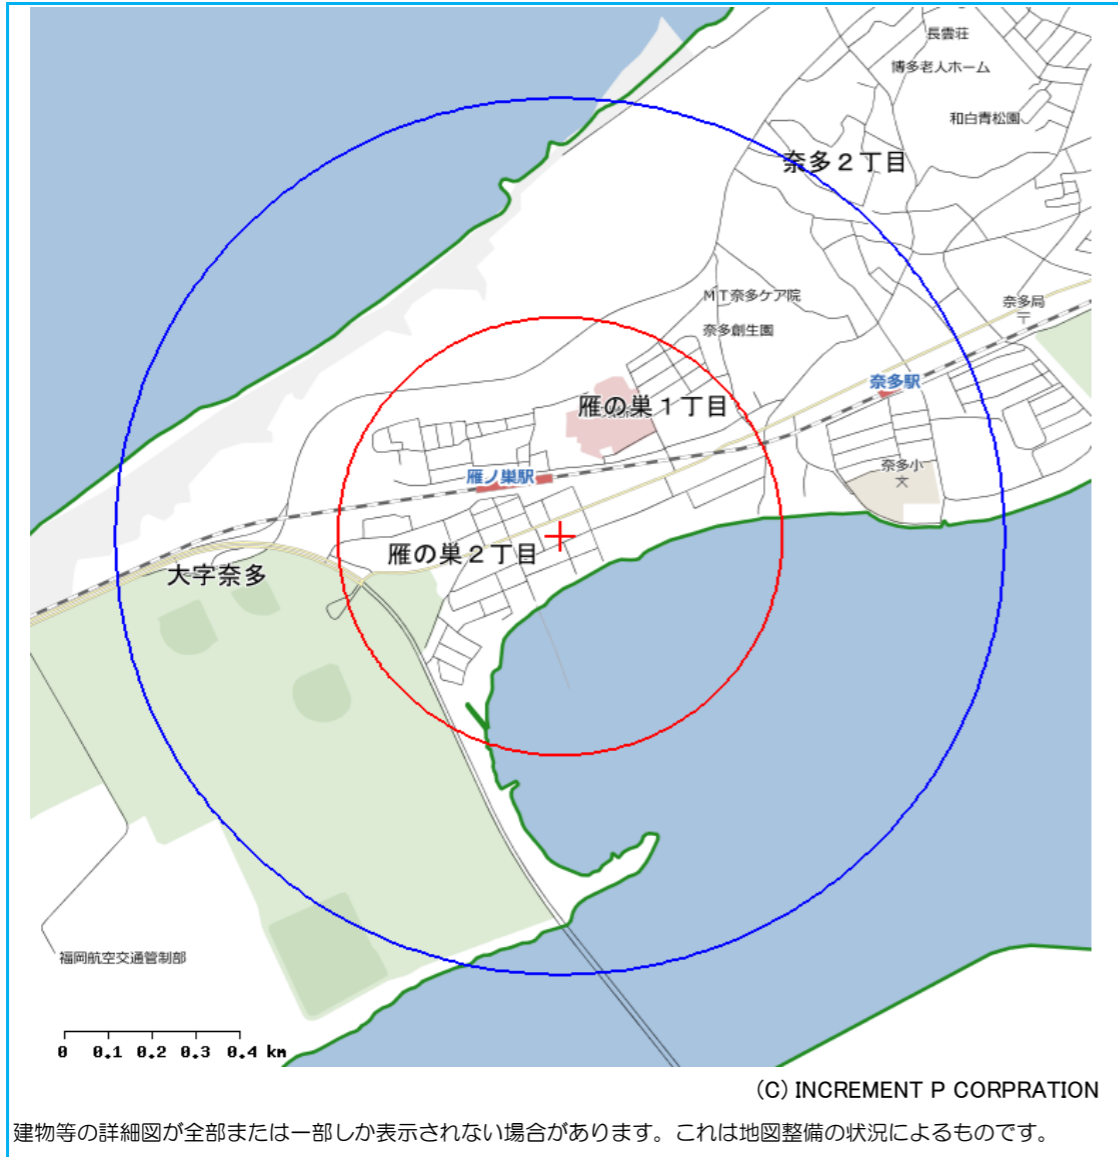 長雲荘
博多老人ホーム
和白青松園
奈多２丁目
ＭＴ奈多ケア院
奈多局
奈多創生園
奈多駅
雁の巣１丁目
奈多小
文
雁ノ巣駅
雁の巣２丁目
大字奈多
福岡航空交通管制部
0 0.1 0.2 0.3 0.4 km
(C) INCREMENT P CORPRATION
建物等の詳細図が全部または一部しか表示されない場合があります。これは地図整備の状況によるものです。